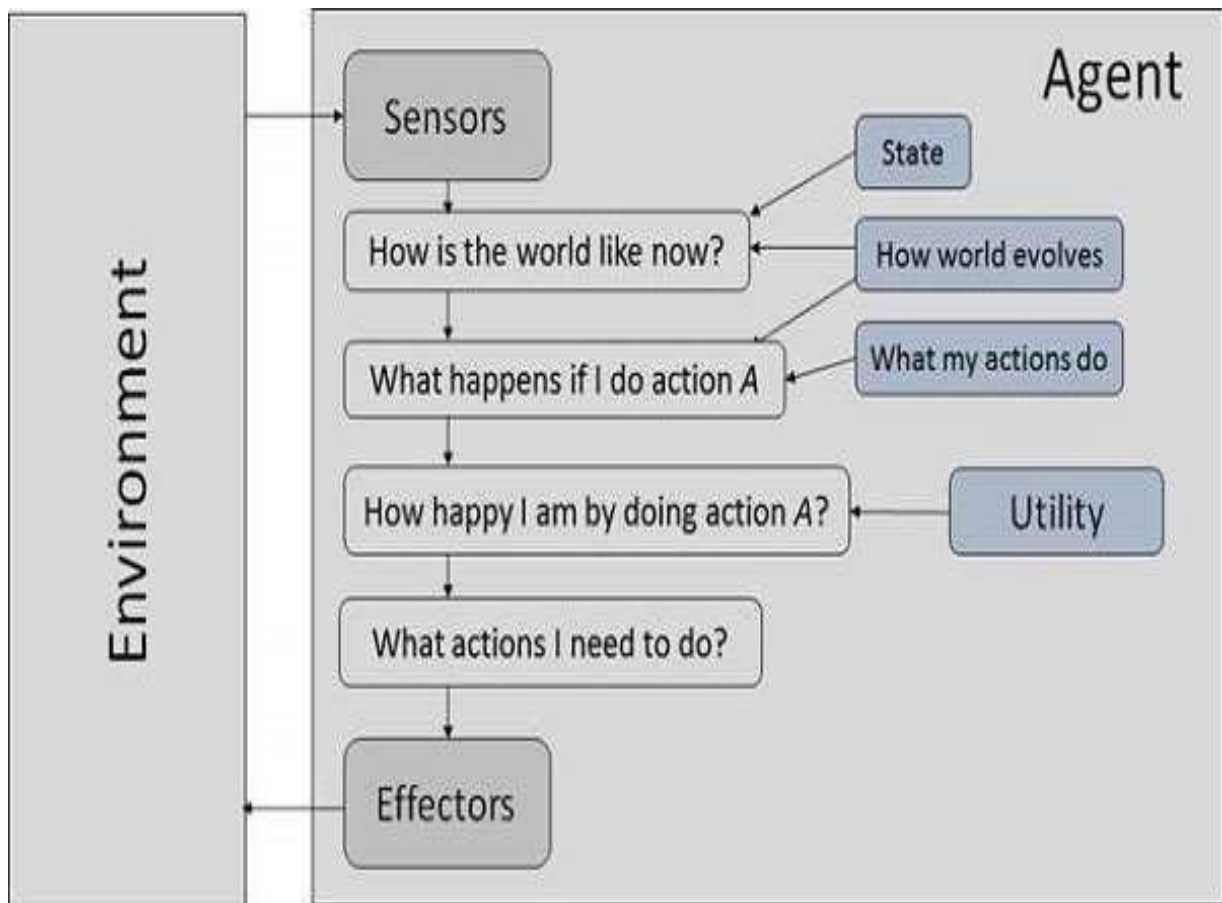 Environment
Agent
Sensors
State
How is the world like now?
How world evolves
What happens if I do action A
What my actions do
How happy I am by doing action A?
Utility
What actions I need to do?
Effectors